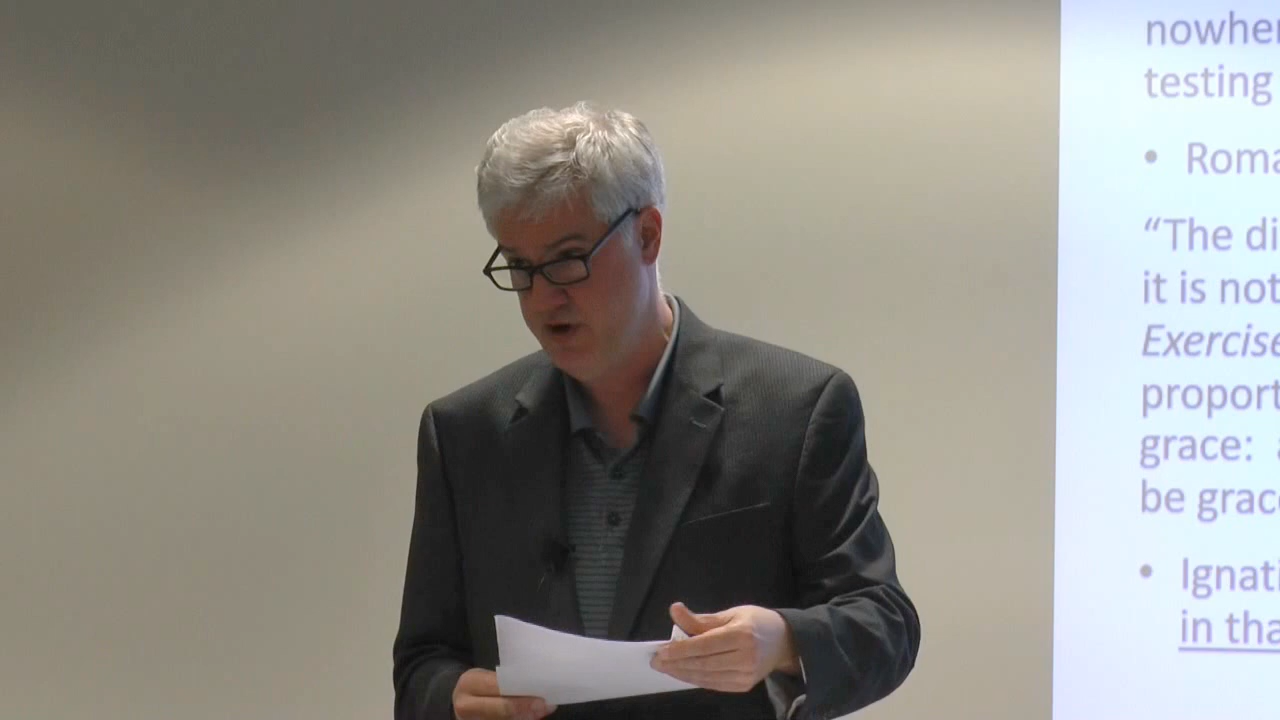 nowher
testing
• Roma
“The di
it is not
Exercise
proport
grace: a
be grac
• Ignati
in tha